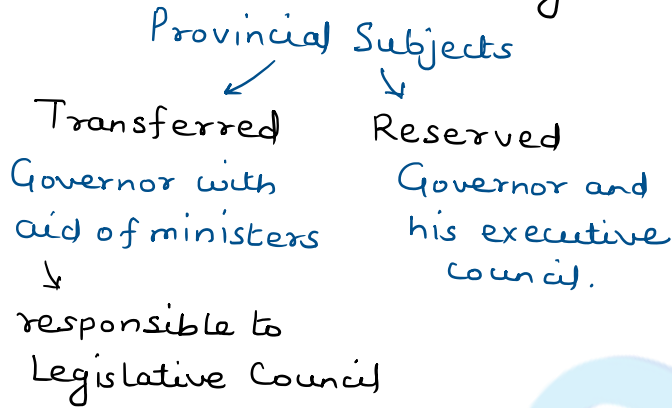 Provincial Subjects
Transferred
Governor with
aid of ministers
responsible to
Legislative Council
Reserved
Governor and
his executive
council.